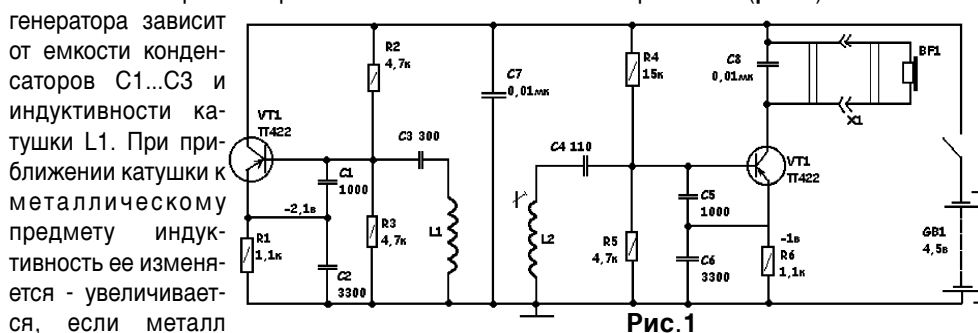 генератора зависит
от емкости конден-
саторов С1...С3 и
индуктивности ка-
тушки L1. При при-
ближении катушки к
металлическому
предмету индук-
тивность ее изменя-
ется - увеличивает-
ся, если металл
R2
4,7к
R4
15к
C8
0,01мк
BF1
C7
0,01мк
X1
VT1
ГТ422
C3 300
C4 110
VT1
ГТ422
C1
1000
C5
1000
-2,1в
R3
4,7к
L1
L2
R5
4,7к
R1
1,1к
C2
3300
C6
3300
-1в
R6
1,1к
GB1
4,5в
Рис.1